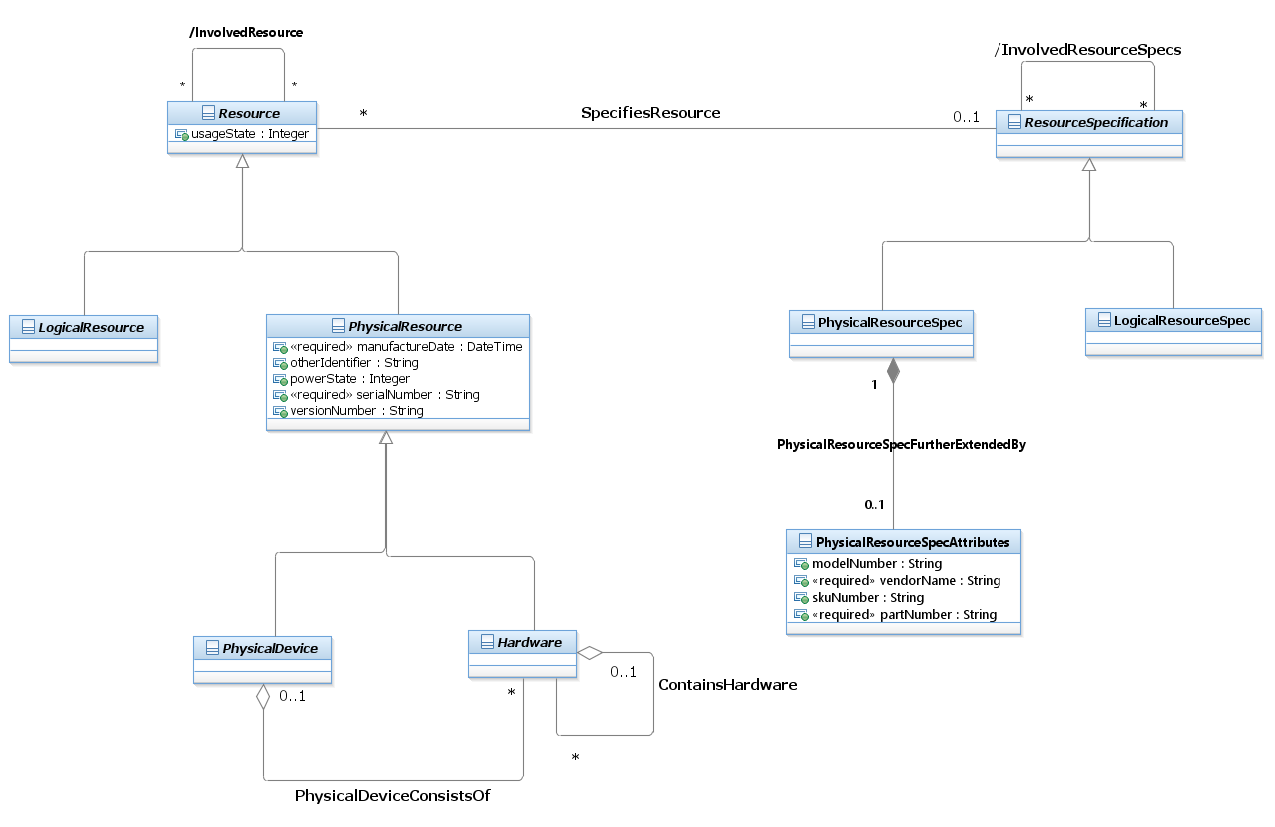 /InvolvedResource
* *
Resource
usageState : Integer
* SpecifiesResource 0..1
/InvolvedResourceSpecs
* *
ResourceSpecification
LogicalResource
PhysicalResource
«required» manufactureDate : DateTime
otherIdentifier : String
powerState : Integer
«required» serialNumber : String
versionNumber : String
PhysicalResourceSpec
LogicalResourceSpec
1
PhysicalResourceSpecFurtherExtendedBy
0..1
PhysicalResourceSpecAttributes
modelNumber : String
«required» vendorName : String
skuNumber : String
«required» partNumber : String
PhysicalDevice
Hardware
0..1
*
0..1
ContainsHardware
*
PhysicalDeviceConsistsOf